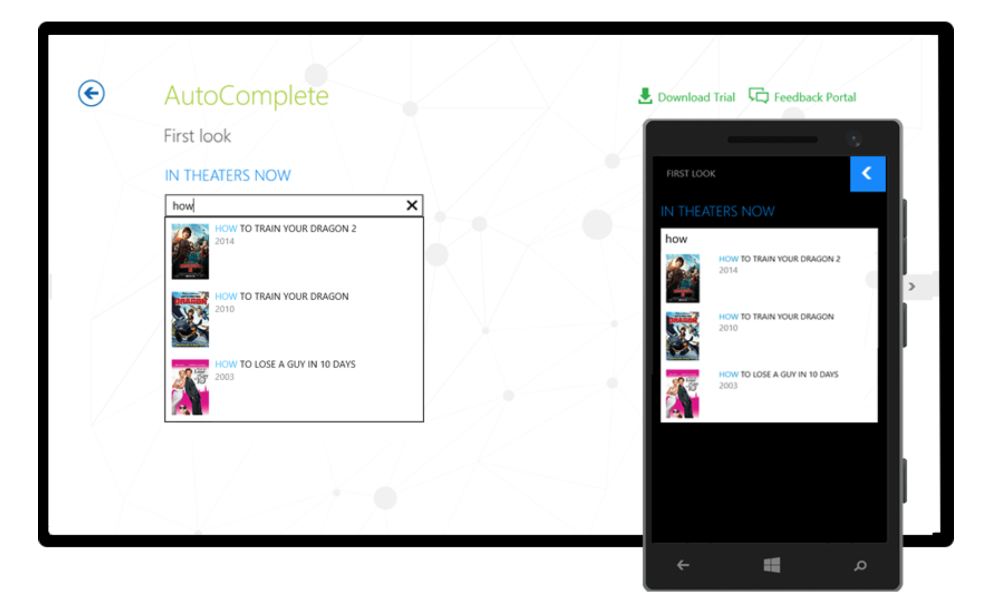 AutoComplete
Download Trial
Feedback Portal
First look
IN THEATERS NOW
how
HOW TO TRAIN YOUR DRAGON 2
2014
DRAGON
HOW TO TRAIN YOUR DRAGON
2010
HOW TO LOSE A GUY IN 10 DAYS
2003
FIRST LOOK
IN THEATERS NOW
how
HOW TO TRAIN YOUR DRAGON 2
2014
DRAGON
HOW TO TRAIN YOUR DRAGON
2010
HOW TO LOSE A GUY IN 10 DAYS
2003